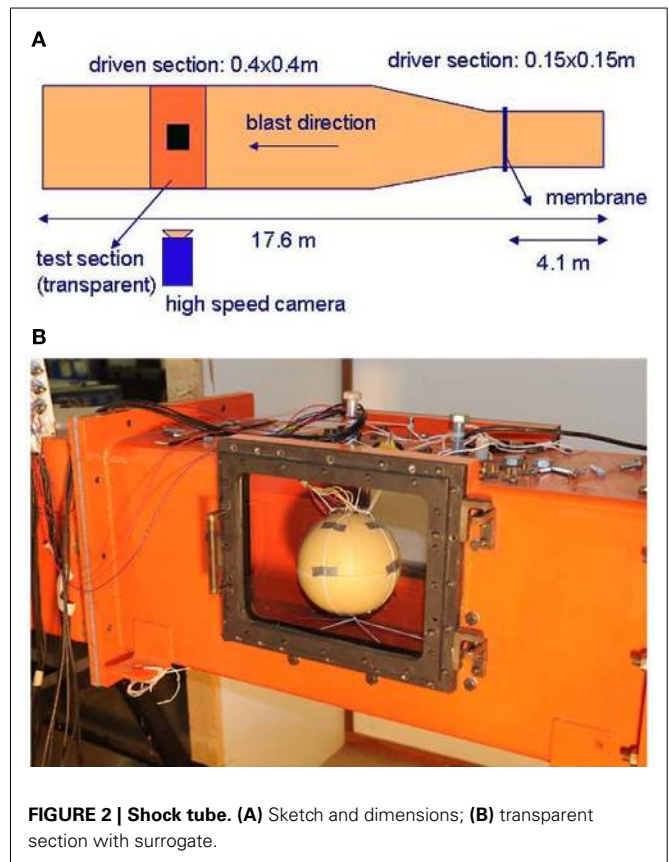 A
driven section: 0.4x0.4m
driver section: 0.15x0.15m
blast direction
membrane
17.6 m
4.1 m
test section
(transparent)
high speed camera
B
FIGURE 2 | Shock tube. (A) Sketch and dimensions; (B) transparent
section with surrogate.